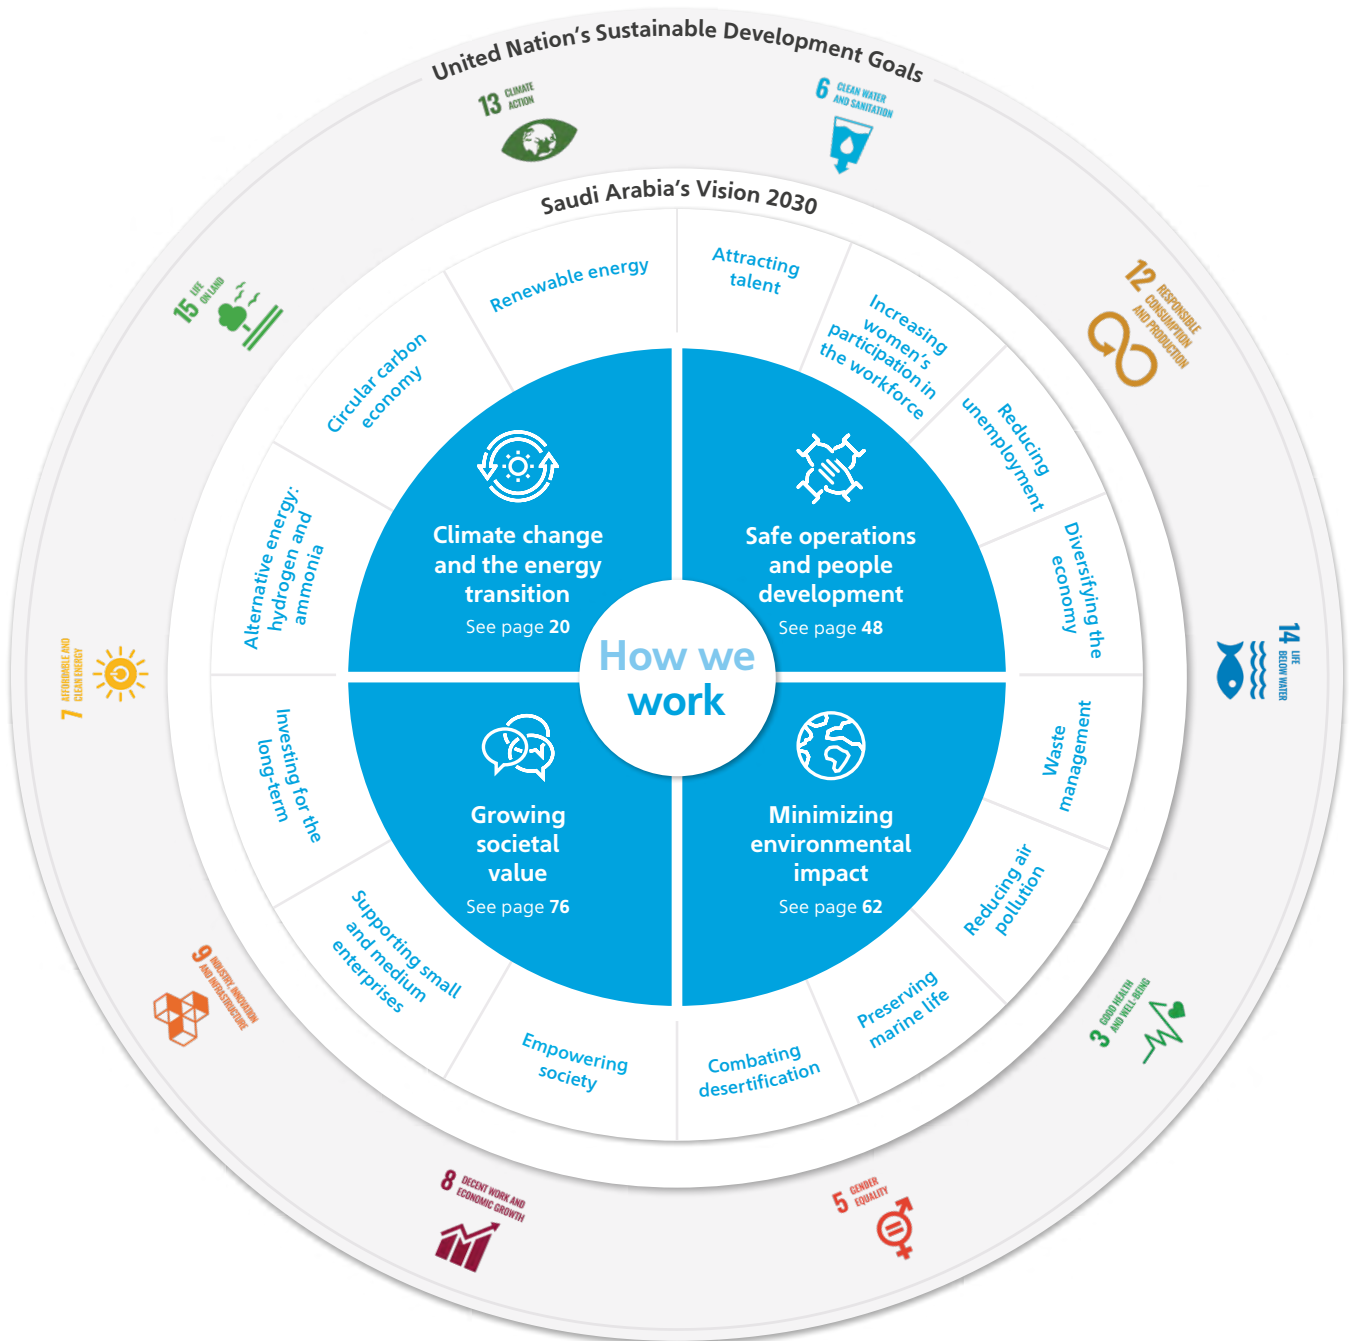 United Nation's Sustainable Development Goals
13 CLIMATE
ACTION
6 CLEAN WATER
AND SANITATION
12 RESPONSIBLE
CONSUMPTION
AND PRODUCTION
14 LIFE
BELOW WATER
3 GOOD HEALTH
AND WELL-BEING
5 GENDER
EQUALITY
8 DECENT WORK AND
ECONOMIC GROWTH
9 INDUSTRY, INNOVATION
AND INFRASTRUCTURE
7 AFFORDABLE AND
CLEAN ENERGY
15 LIFE
ON LAND
Saudi Arabia's Vision 2030
Renewable energy
Attracting
talent
Increasing
women's
participation in
the workforce
Reducing
unemployment
Diversifying the
economy
Waste
management
Reducing air
pollution
Preserving
marine life
Combating
desertification
Empowering
society
Supporting small
and medium
enterprises
Investing for the
long-term
Alternative energy:
hydrogen and
ammonia
Circular carbon
economy
Climate change
and the energy
transition
See page 20
Safe operations
and people
development
See page 48
How we
work
Growing
societal
value
See page 76
Minimizing
environmental
impact
See page 62